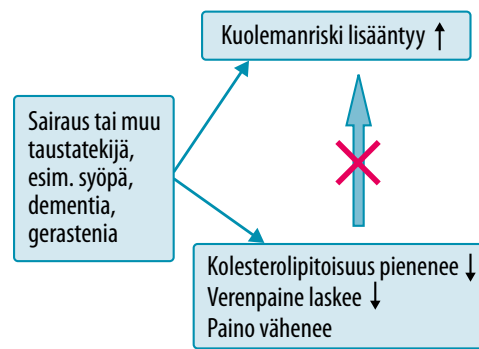 Kuolemanriski lisääntyy ↑
Sairaus tai muu
taustatekijä,
esim. syöpä,
dementia,
gerastenia
Kolesterolipitoisuus pienenee ↓
Verenpaine laskee ↓
Paino vähenee